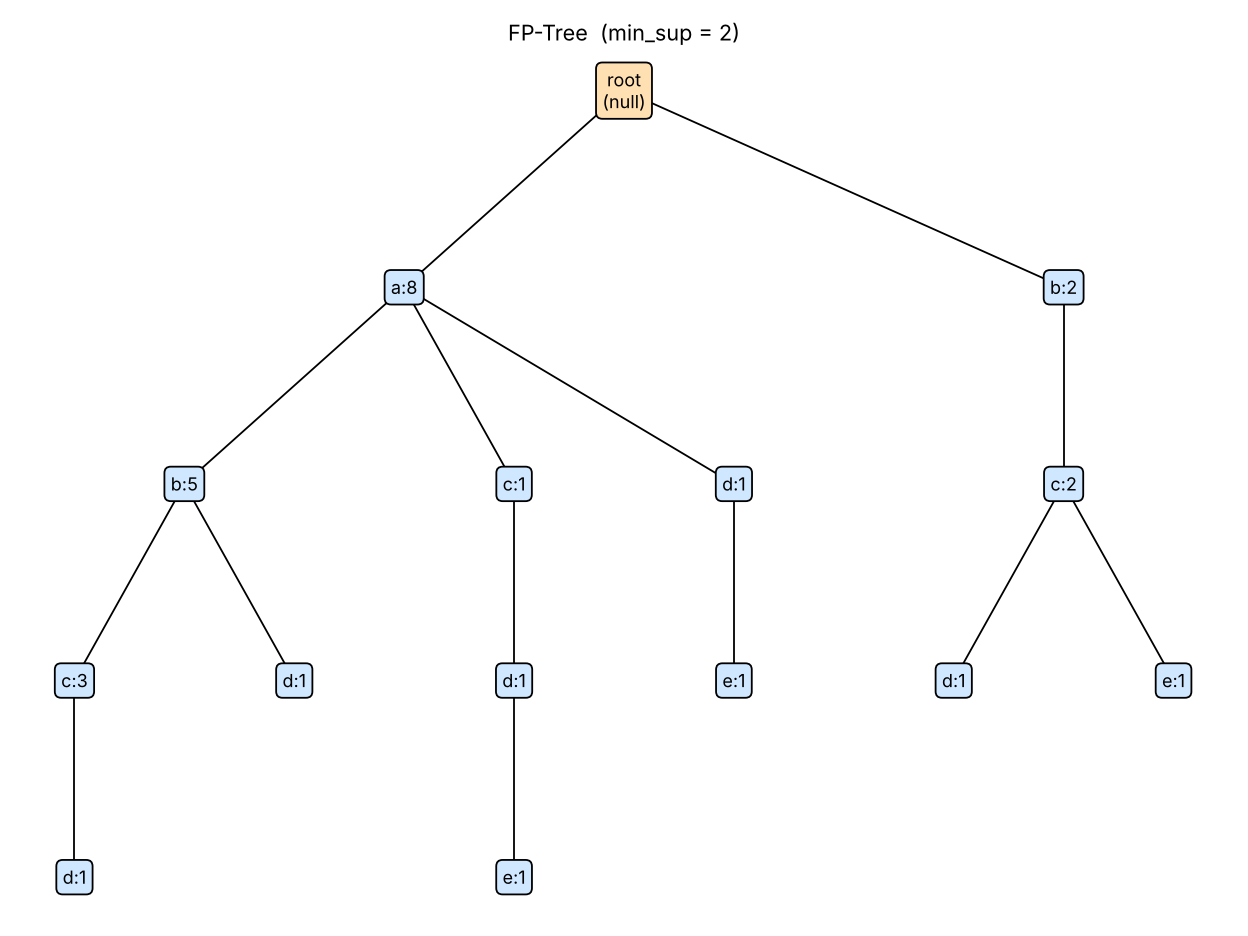 FP-Tree (min_sup = 2)
root
(null)
a:8
b:2
b:5
c:1
d:1
c:2
c:3
d:1
d:1
e:1
d:1
e:1
d:1
e:1